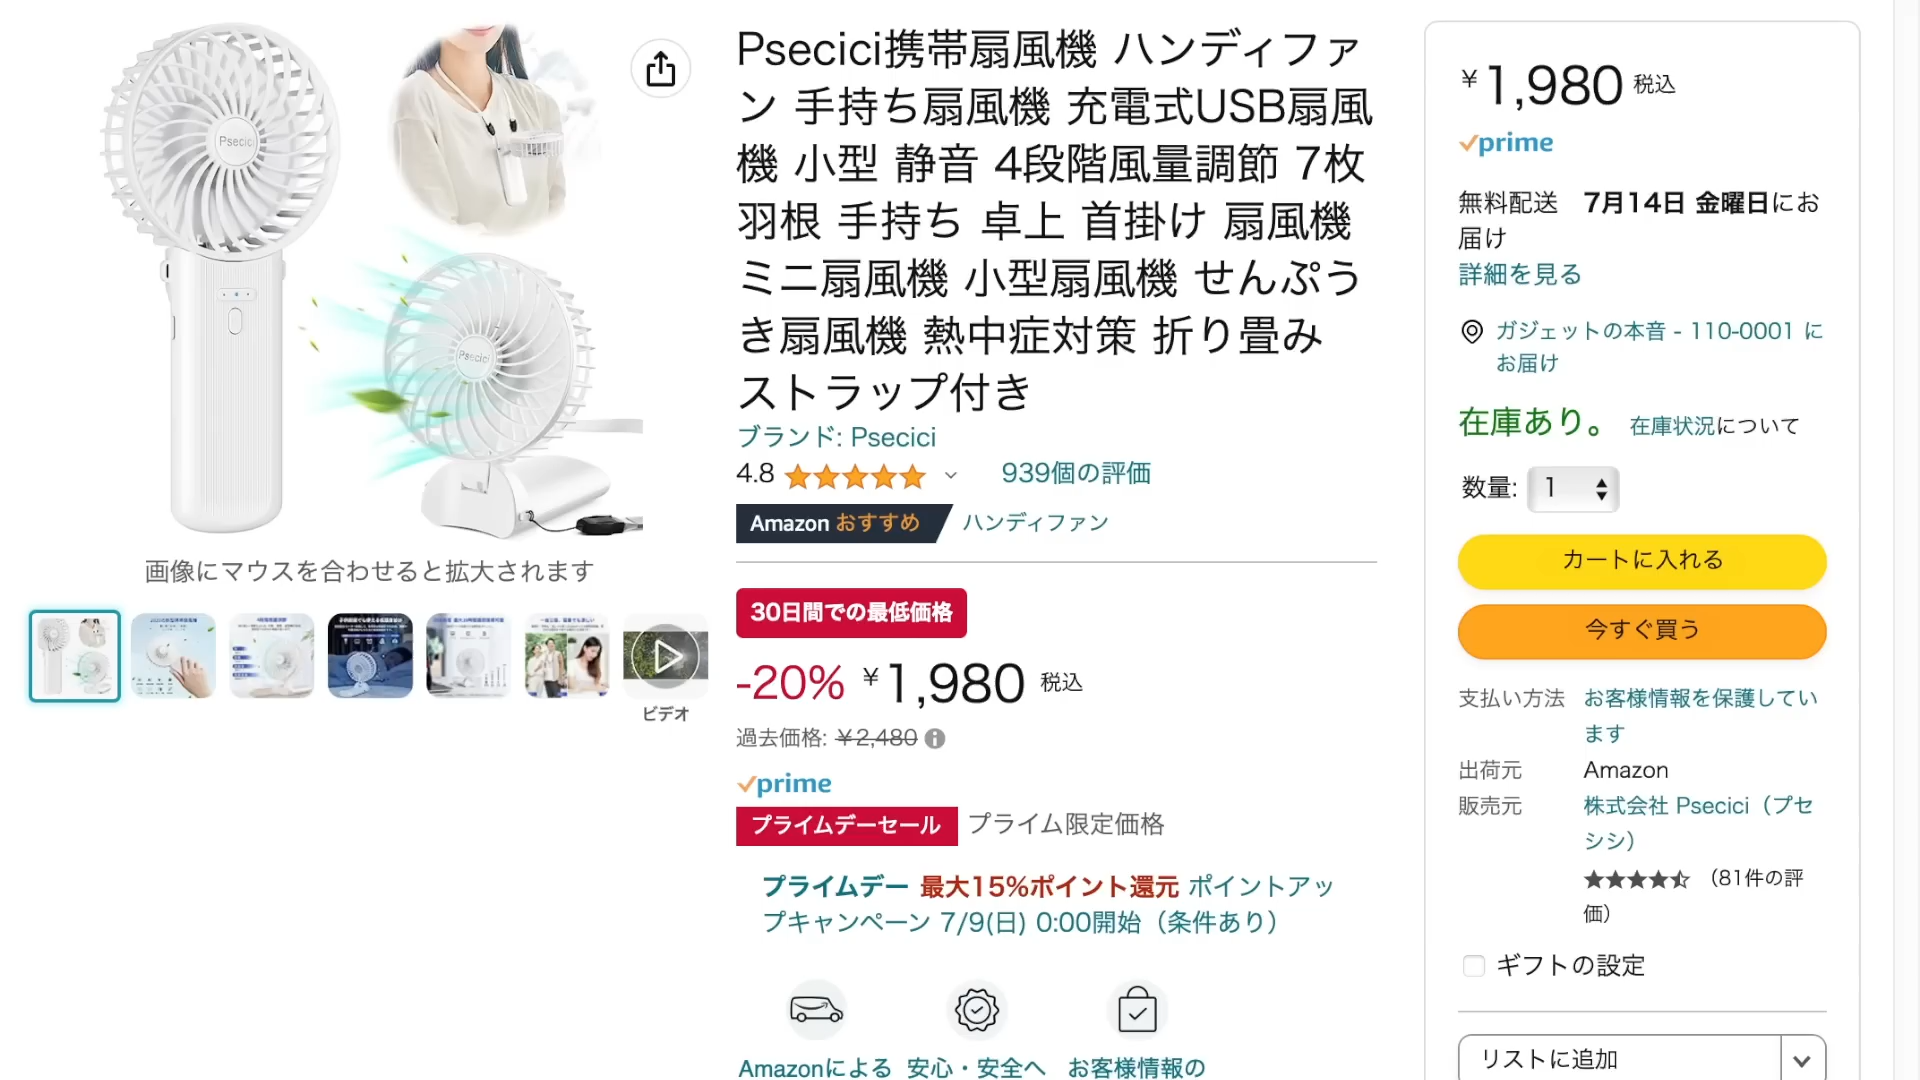 Psecici
Psecici
画像にマウスを合わせると拡大されます
ビデオ
Psecici携帯扇風機 ハンディファ
ン 手持ち扇風機 充電式USB扇風
機 小型 静音 4段階風量調節 7枚
羽根 手持ち 卓上 首掛け 扇風機
ミニ扇風機 小型扇風機 せんぷう
き扇風機 熱中症対策 折り畳み
ストラップ付き
ブランド: Psecici
4.8 939個の評価
Amazon おすすめ ハンディファン
30日間での最低価格
-20% ¥1,980 税込
過去価格: ¥2,480
prime
プライムデーセール プライム限定価格
プライムデー 最大15%ポイント還元 ポイントアッ
プキャンペーン 7/9(日) 0:00開始（条件あり）
Amazonによる 安心・安全へ お客様情報の
¥1,980 税込
prime
無料配送 7月14日 金曜日にお
届け
詳細を見る
ガジェットの本音 - 110-0001 に
お届け
在庫あり。 在庫状況について
数量: 1
カートに入れる
今すぐ買う
支払い方法 お客様情報を保護してい
ます
出荷元 Amazon
販売元 株式会社 Psecici（プセ
シシ）
（81件の評
価）
ギフトの設定
リストに追加